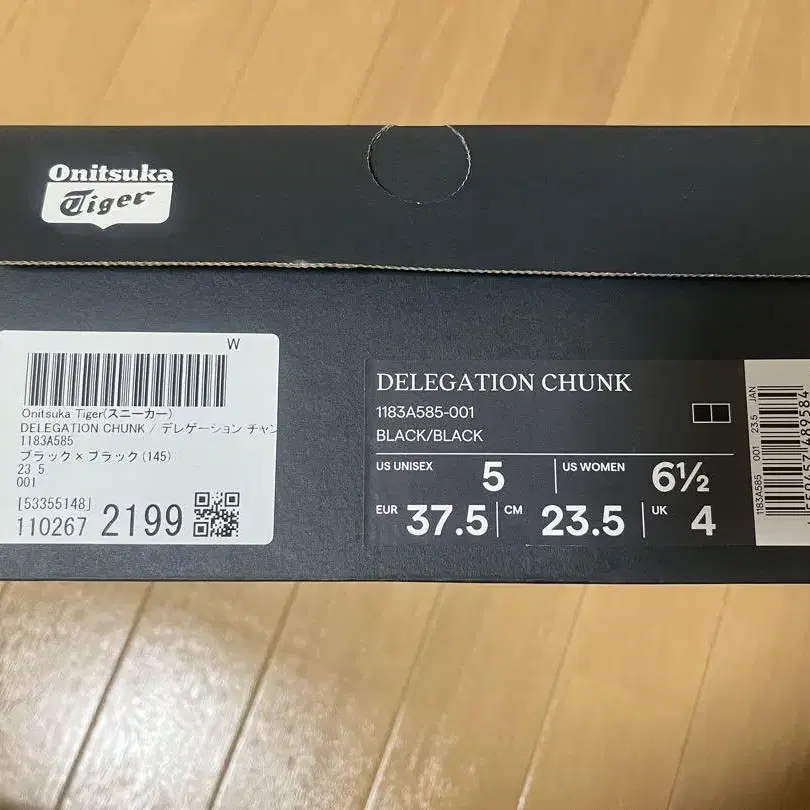 Onitsuka
Tiger
W
Onitsuka Tiger(スニーカー)
DELEGATION CHUNK / デレゲーション チャン
1183A585
ブラック×ブラック(145)
23.5
001
[53355148]
110267 2199
DELEGATION CHUNK
1183A585-001
BLACK/BLACK
US UNISEX 5 US WOMEN 6½
EUR 37.5 CM 23.5 UK 4
1183A585 001 23.5 JAN